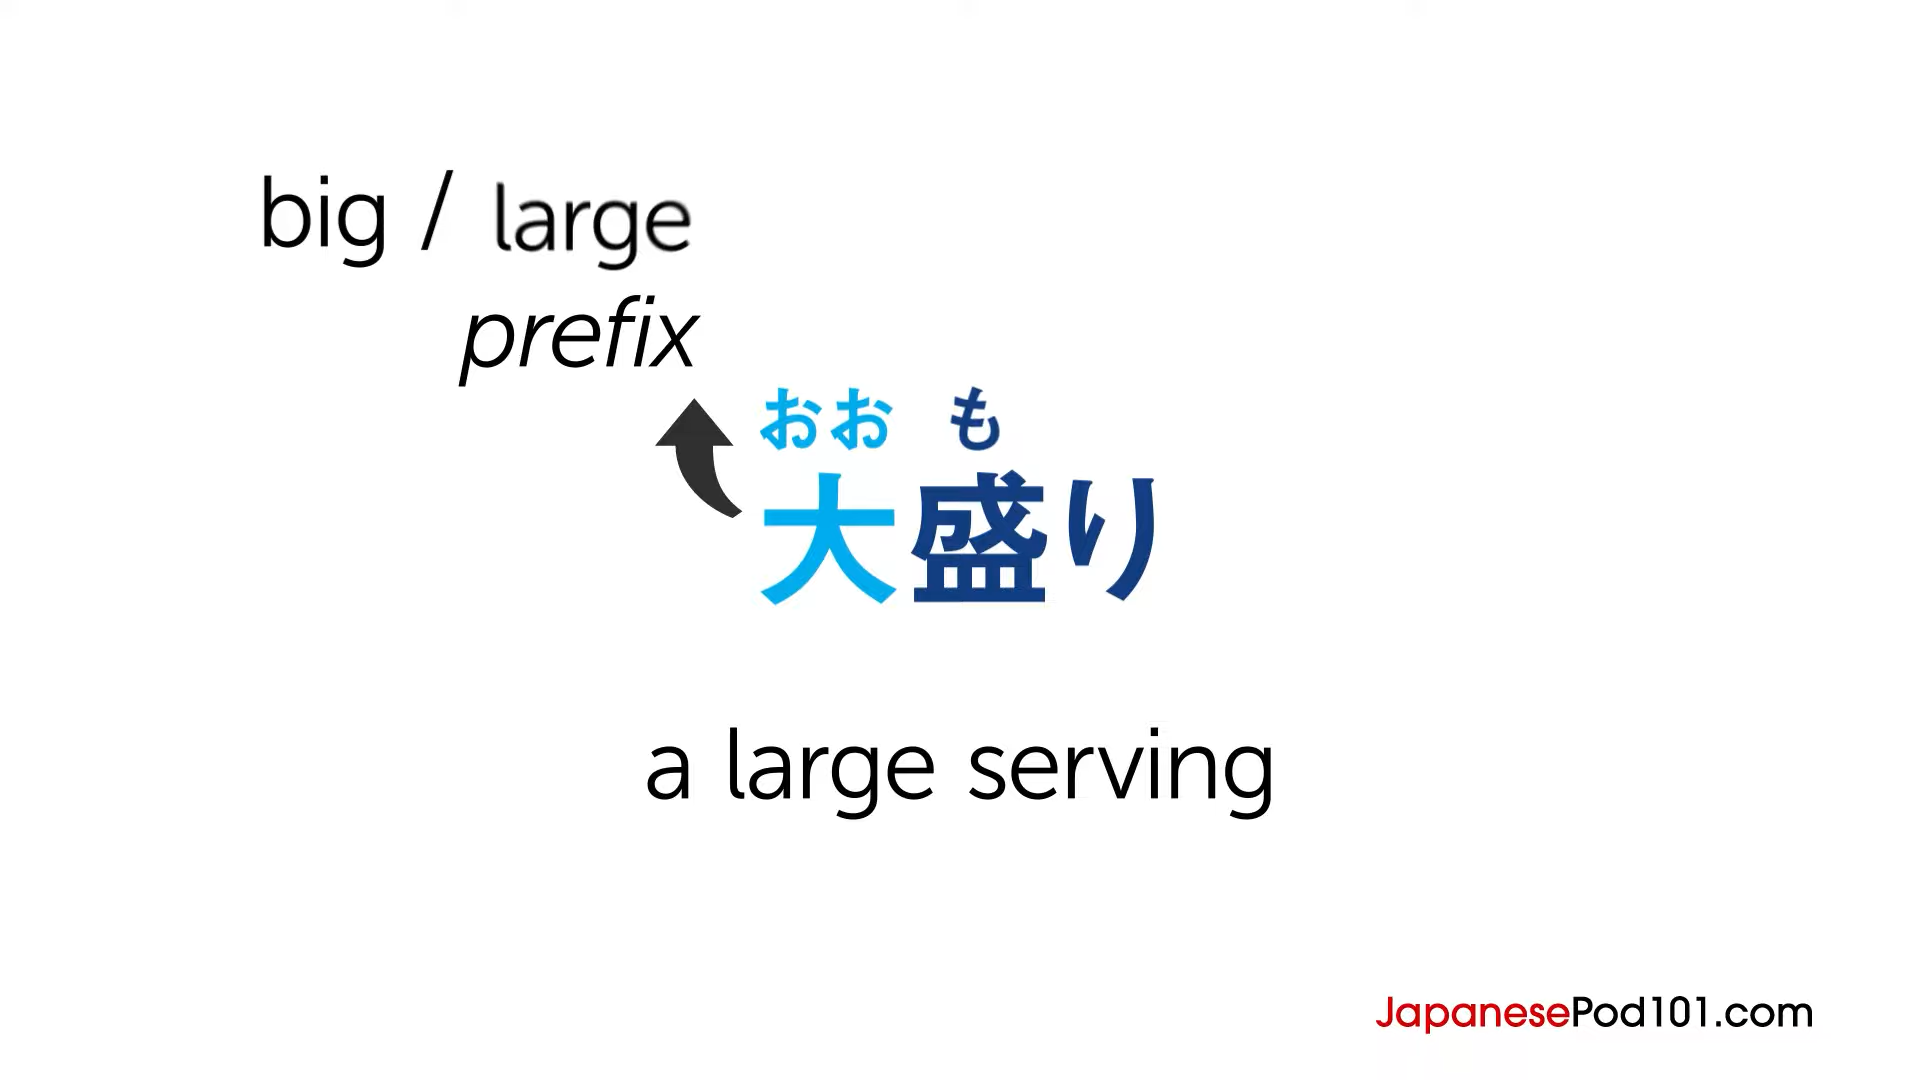 big / large
prefix
おお も
大盛り
a large serving
JapanesePod101.com